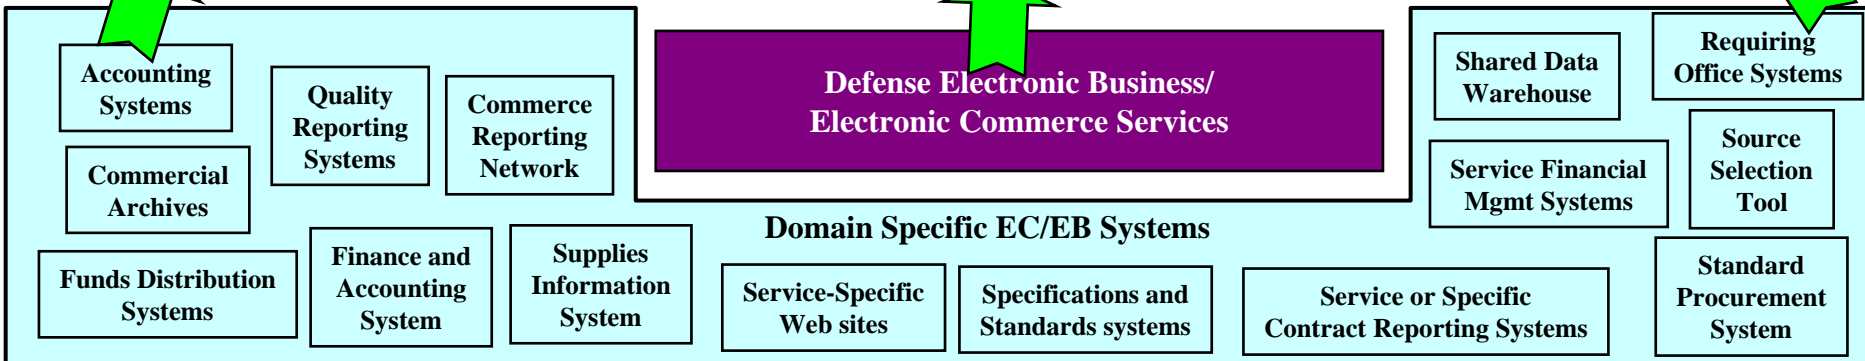 Accounting
Systems
Quality
Reporting
Systems
Commerce
Reporting
Network
Commercial
Archives
Funds Distribution
Systems
Finance and
Accounting
System
Supplies
Information
System
Defense Electronic Business/
Electronic Commerce Services
Domain Specific EC/EB Systems
Service-Specific
Web sites
Specifications and
Standards systems
Service or Specific
Contract Reporting Systems
Shared Data
Warehouse
Requiring
Office Systems
Service Financial
Mgmt Systems
Source
Selection
Tool
Standard
Procurement
System